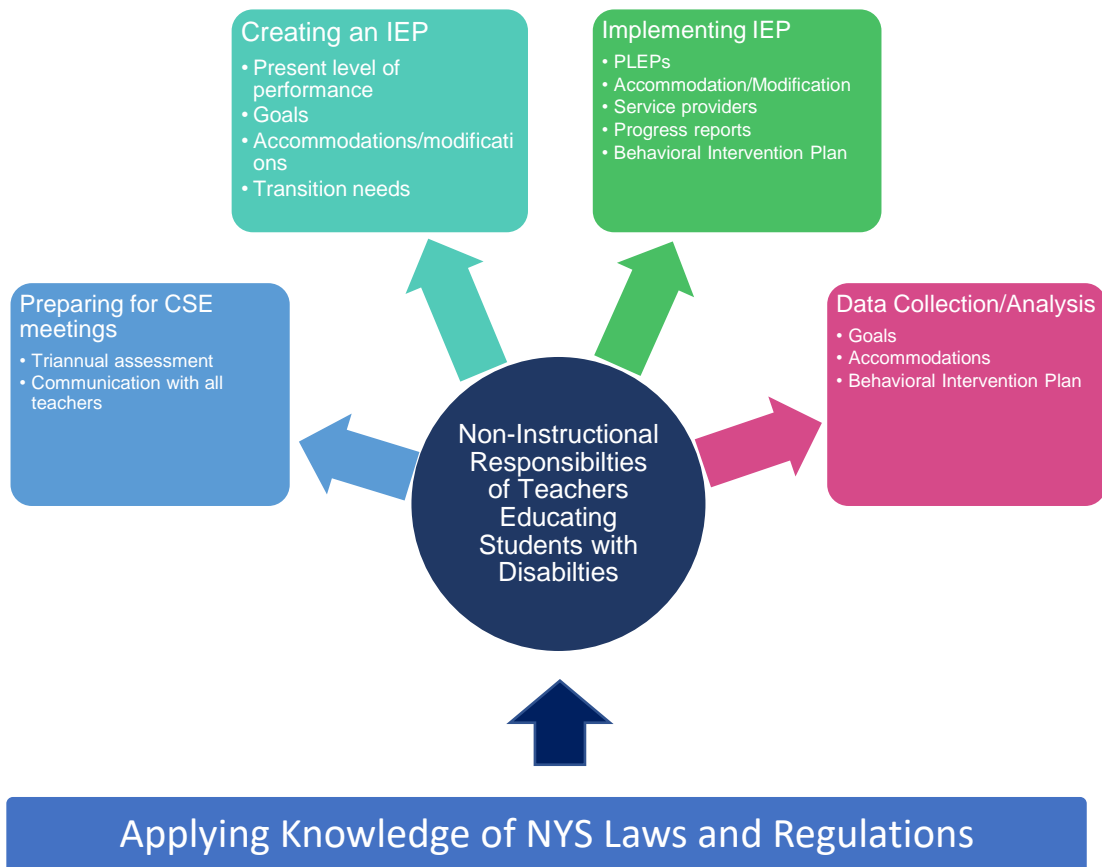 Creating an IEP
• Present level of
performance
• Goals
• Accommodations/modificati
ons
• Transition needs
Implementing IEP
• PLEPs
• Accommodation/Modification
• Service providers
• Progress reports
• Behavioral Intervention Plan
Preparing for CSE
meetings
• Triannual assessment
• Communication with all
teachers
Data Collection/Analysis
• Goals
• Accommodations
• Behavioral Intervention Plan
Non-Instructional
Responsibilties
of Teachers
Educating
Students with
Disabilties
Applying Knowledge of NYS Laws and Regulations